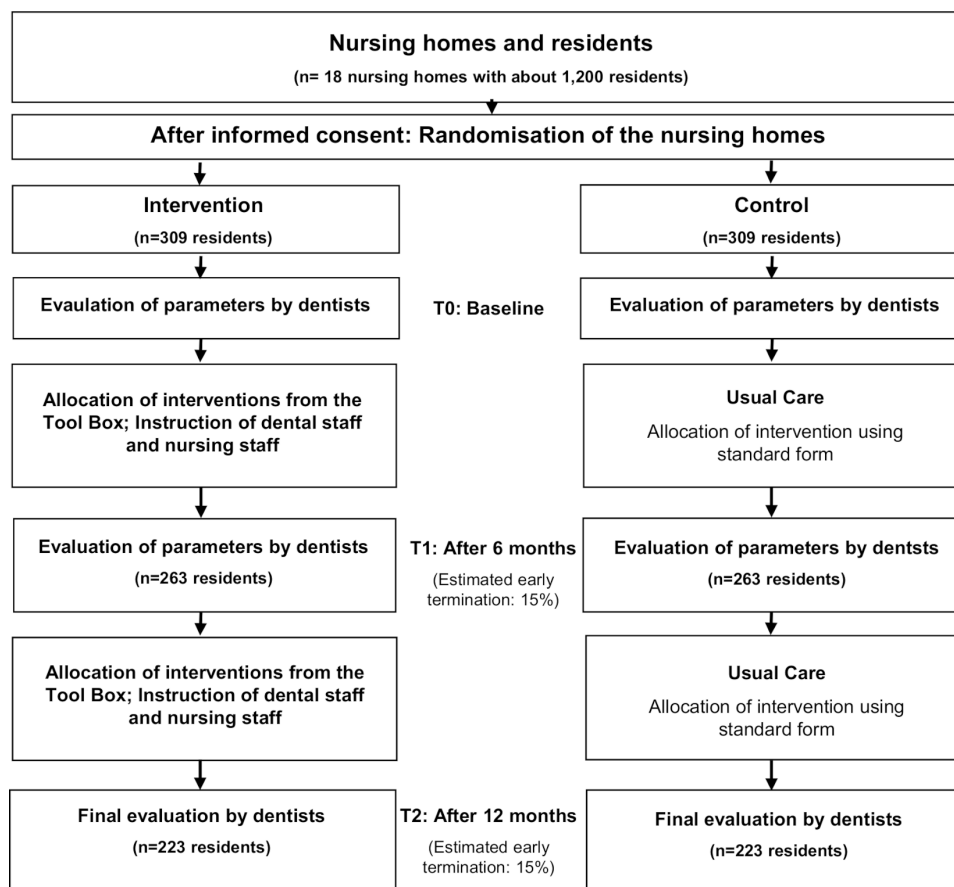 Nursing homes and residents
(n= 18 nursing homes with about 1,200 residents)
After informed consent: Randomisation of the nursing homes
Intervention
(n=309 residents)
Control
(n=309 residents)
Evaulation of parameters by dentists
T0: Baseline
Evaluation of parameters by dentists
Allocation of interventions from the
Tool Box; Instruction of dental staff
and nursing staff
Usual Care
Allocation of intervention using
standard form
Evaluation of parameters by dentists
(n=263 residents)
T1: After 6 months
(Estimated early
termination: 15%)
Evaluation of parameters by dentsts
(n=263 residents)
Allocation of interventions from the
Tool Box; Instruction of dental staff
and nursing staff
Usual Care
Allocation of intervention using
standard form
Final evaluation by dentists
(n=223 residents)
T2: After 12 months
(Estimated early
termination: 15%)
Final evaluation by dentists
(n=223 residents)